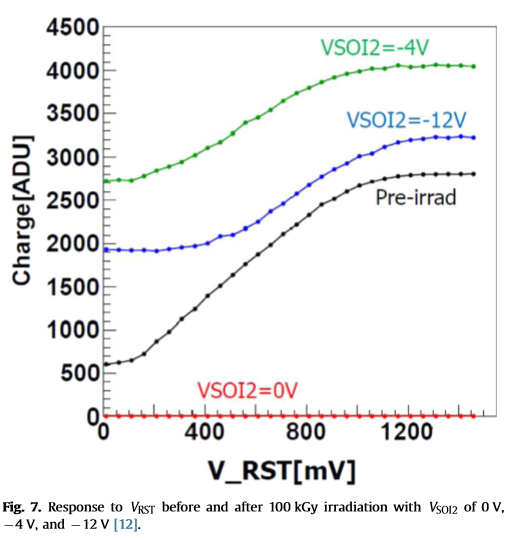 4500
4000
3500
3000
2500
2000
1500
1000
500
0
Charge[ADU]
VSOI2=-4V
VSOI2=-12V
Pre-irrad
VSOI2=0V
0 400 800 1200
V_RST[mV]
Fig. 7. Response to VRST before and after 100 kGy irradiation with VSOI2 of 0 V,
−4 V, and −12 V [12].